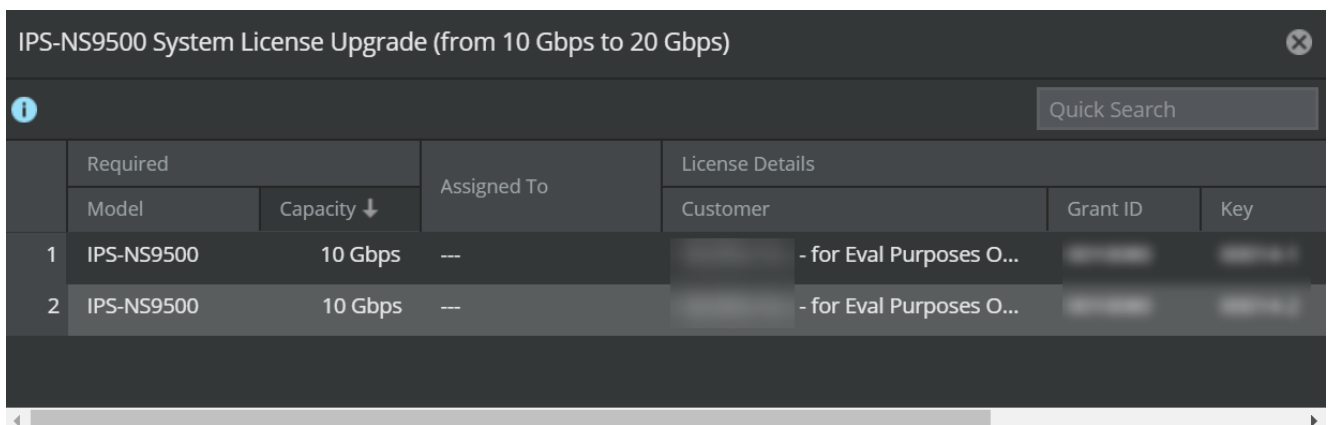 IPS-NS9500 System License Upgrade (from 10 Gbps to 20 Gbps)
Quick Search
Required Assigned To License Details
Model Capacity Customer Grant ID Key
1 IPS-NS9500 10 Gbps --- - for Eval Purposes O...
2 IPS-NS9500 10 Gbps --- - for Eval Purposes O...